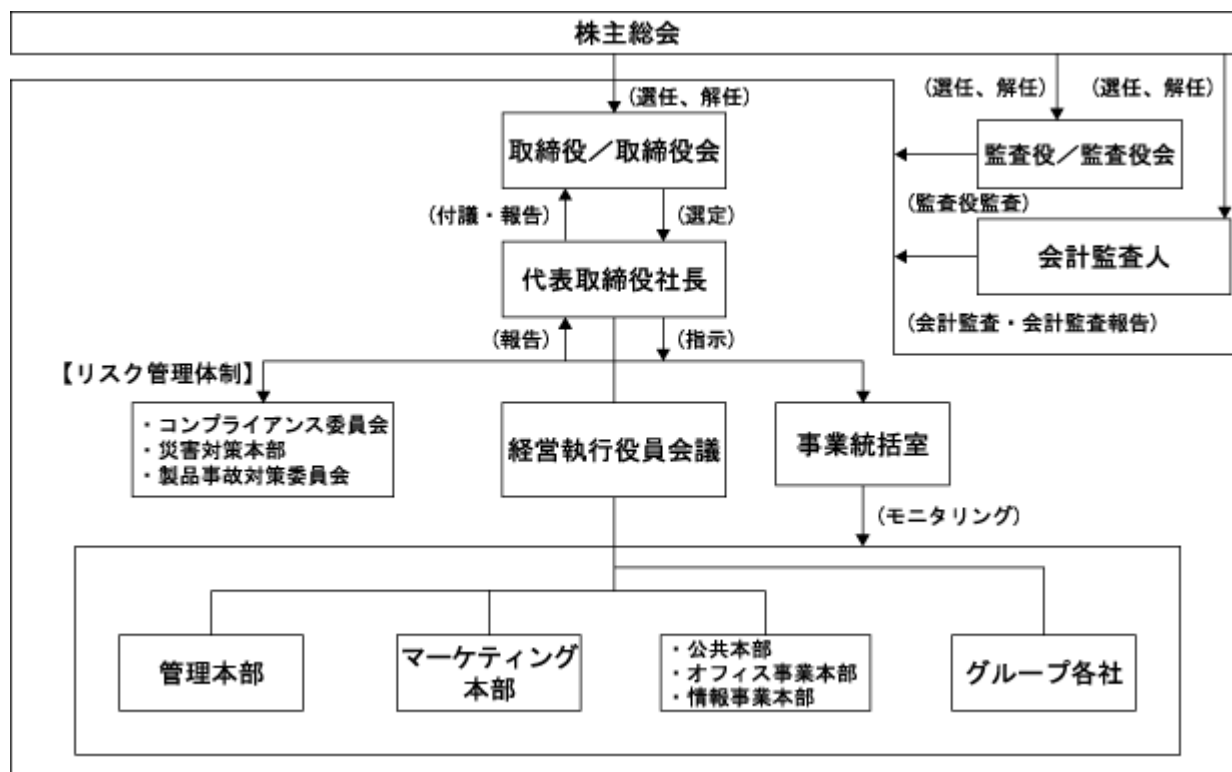 株主総会
(選任、解任)
(選任、解任)
(選任、解任)
取締役／取締役会
監査役／監査役会
(付議・報告)
(選定)
(監査役監査)
代表取締役社長
会計監査人
(報告)
(指示)
(会計監査・会計監査報告)
【リスク管理体制】
・コンプライアンス委員会
・災害対策本部
・製品事故対策委員会
経営執行役員会議
事業統括室
(モニタリング)
管理本部
マーケティング
本部
・公共本部
・オフィス事業本部
・情報事業本部
グループ各社